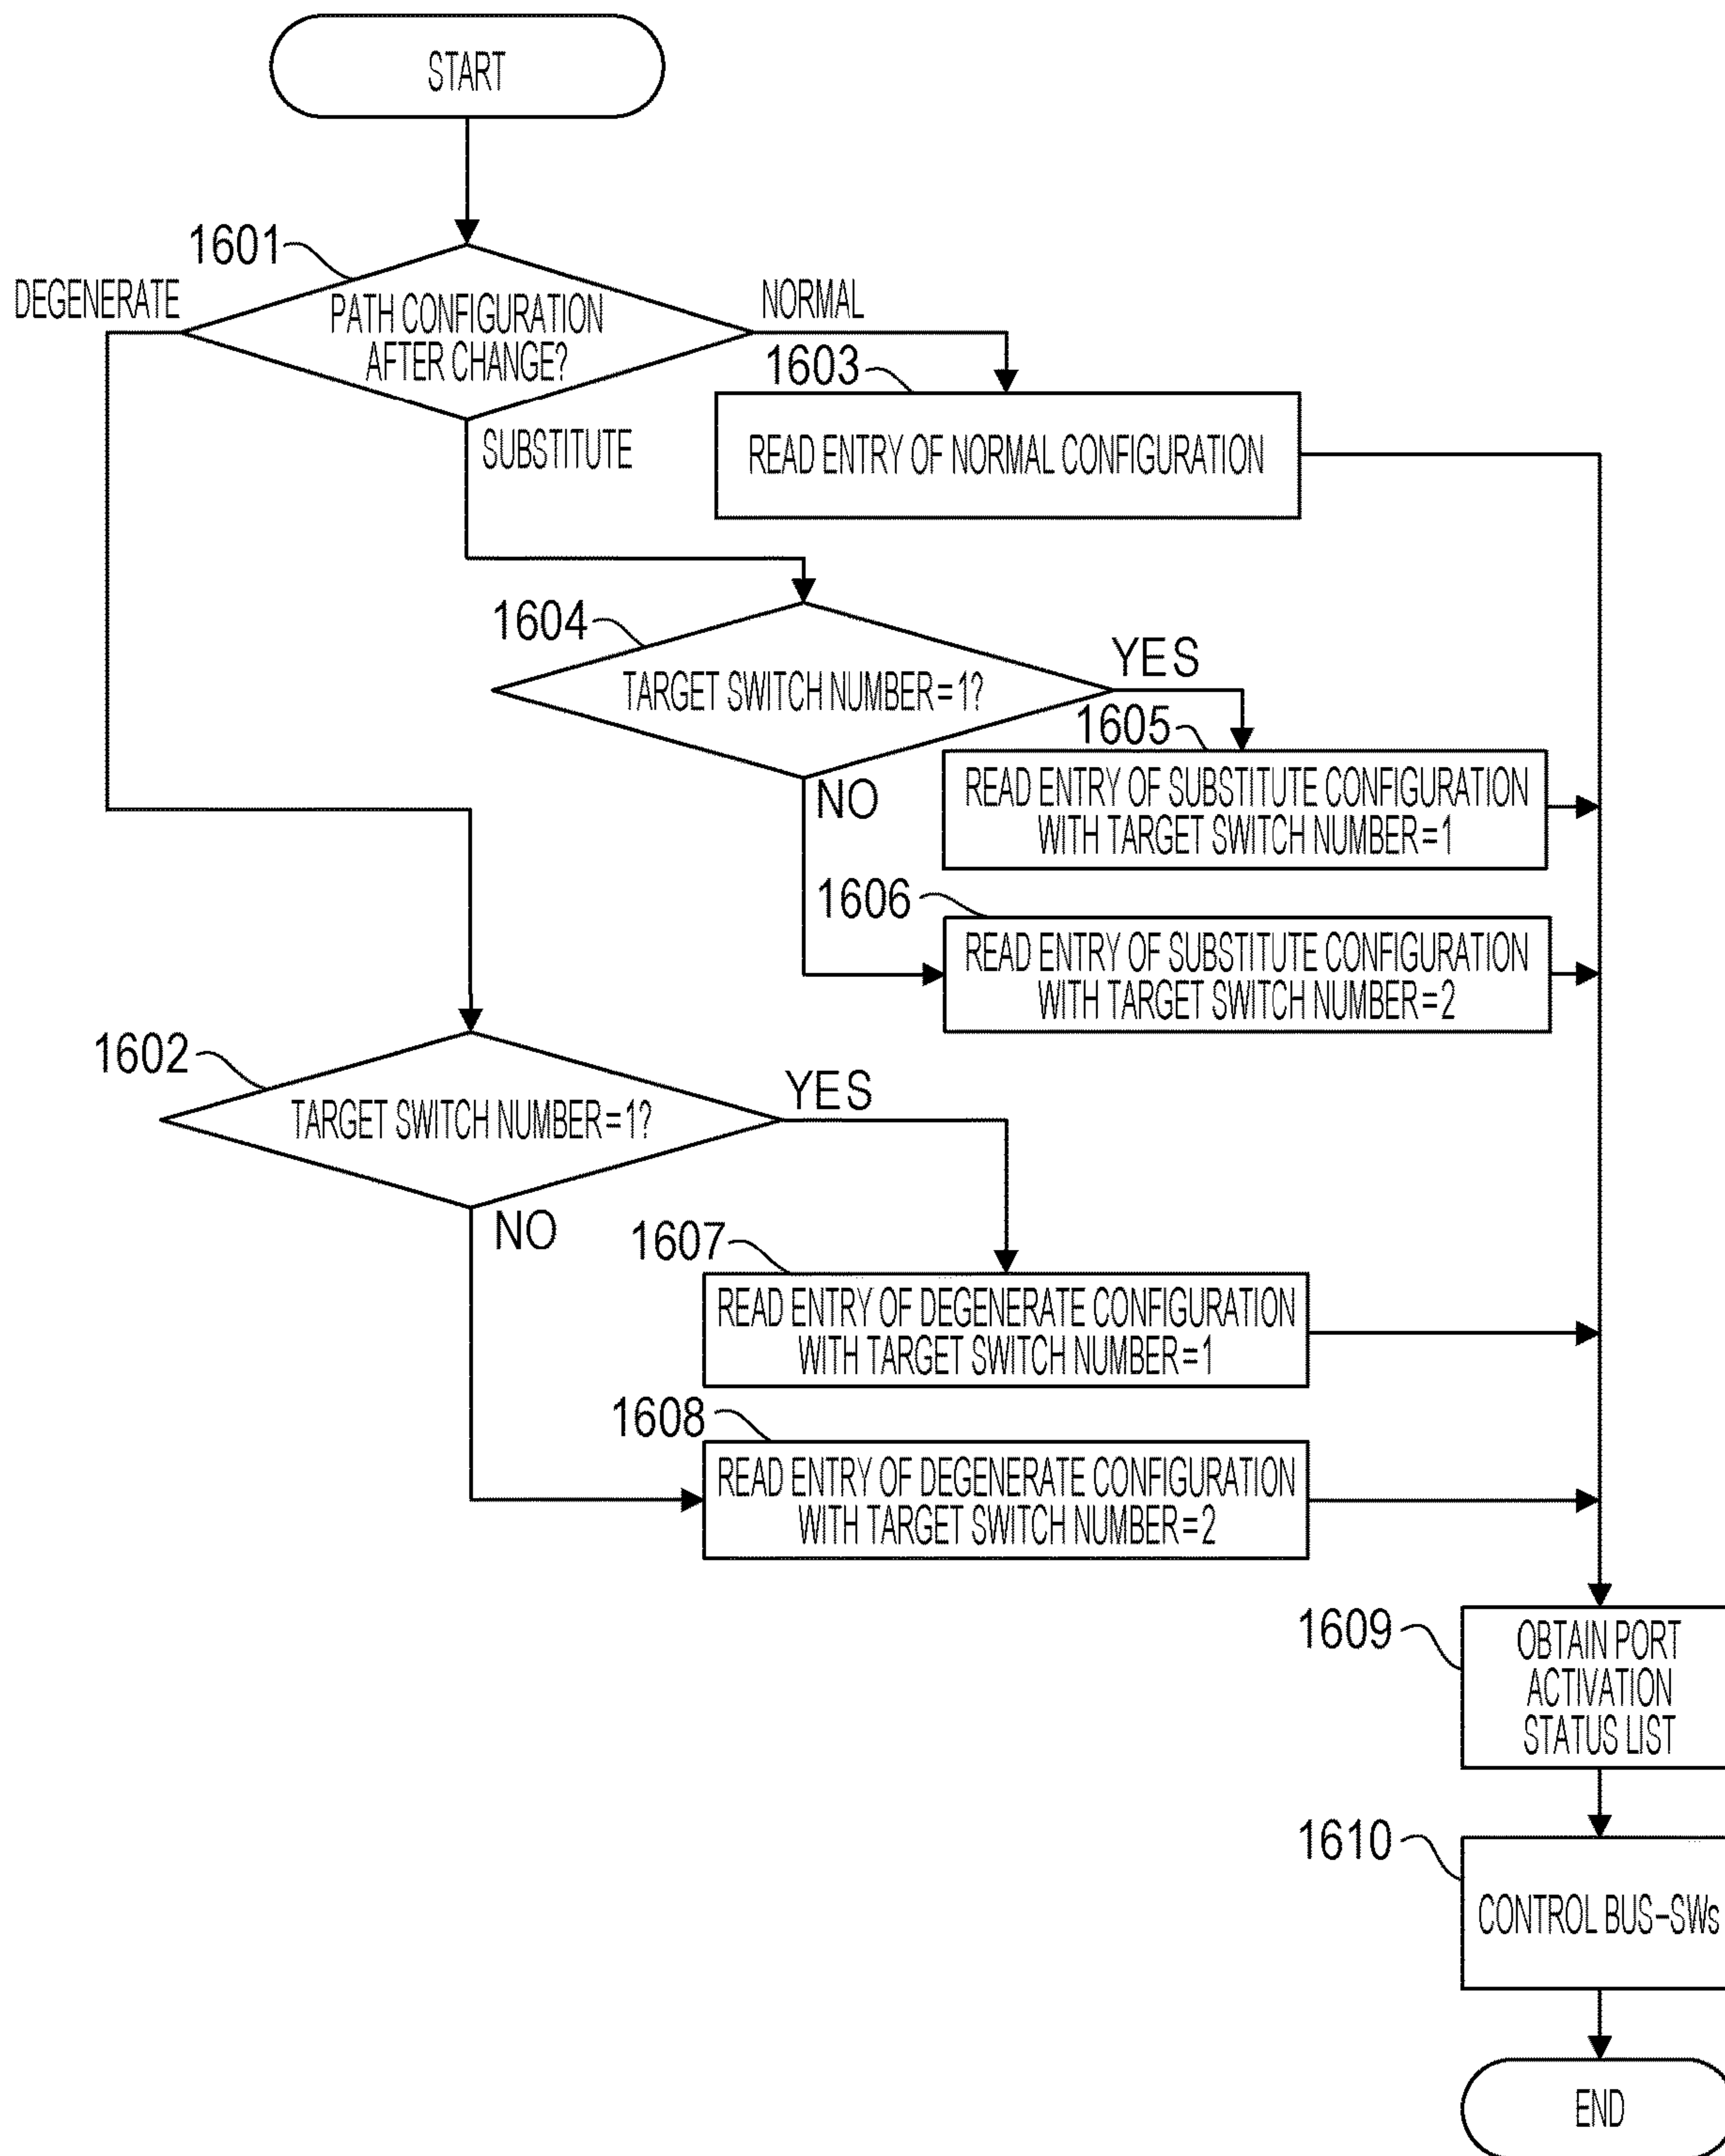 START
1601
DEGENERATE
PATH CONFIGURATION
AFTER CHANGE?
NORMAL
SUBSTITUTE
1603
READ ENTRY OF NORMAL CONFIGURATION
1604
TARGET SWITCH NUMBER=1?
YES
NO
1605
READ ENTRY OF SUBSTITUTE CONFIGURATION
WITH TARGET SWITCH NUMBER=1
1606
READ ENTRY OF SUBSTITUTE CONFIGURATION
WITH TARGET SWITCH NUMBER=2
1602
TARGET SWITCH NUMBER=1?
YES
NO
1607
READ ENTRY OF DEGENERATE CONFIGURATION
WITH TARGET SWITCH NUMBER=1
1608
READ ENTRY OF DEGENERATE CONFIGURATION
WITH TARGET SWITCH NUMBER=2
1609
OBTAIN PORT
ACTIVATION
STATUS LIST
1610
CONTROL BUS-SWs
END